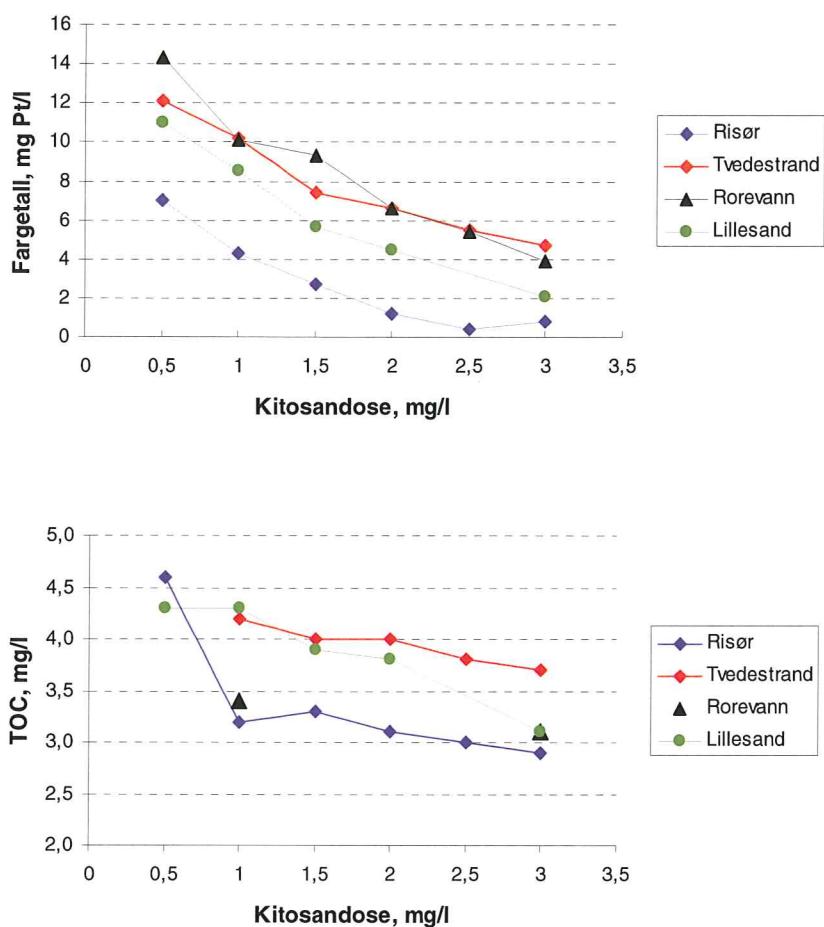 Fargetall, mg Pt/l
16
14
12
10
8
6
4
2
0
0 0,5 1 1,5 2 2,5 3 3,5
Kitosandose, mg/l
Risør
Tvedestrand
Rorevann
Lillesand
TOC, mg/l
5,0
4,5
4,0
3,5
3,0
2,5
2,0
0 0,5 1 1,5 2 2,5 3 3,5
Kitosandose, mg/l
Risør
Tvedestrand
Rorevann
Lillesand